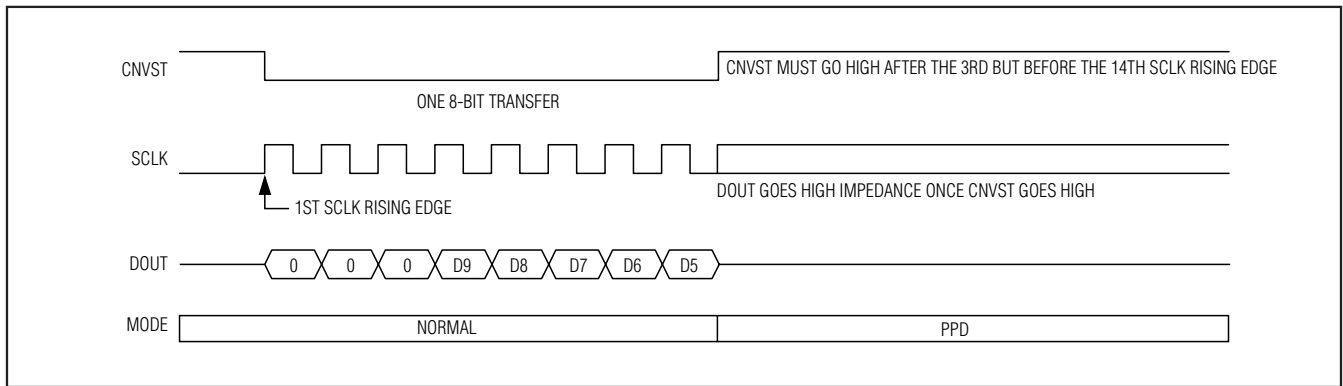 CNVST
CNVST MUST GO HIGH AFTER THE 3RD BUT BEFORE THE 14TH SCLK RISING EDGE
ONE 8-BIT TRANSFER
SCLK
DOUT GOES HIGH IMPEDANCE ONCE CNVST GOES HIGH
1ST SCLK RISING EDGE
DOUT
0 0 0 D9 D8 D7 D6 D5
MODE
NORMAL
PPD